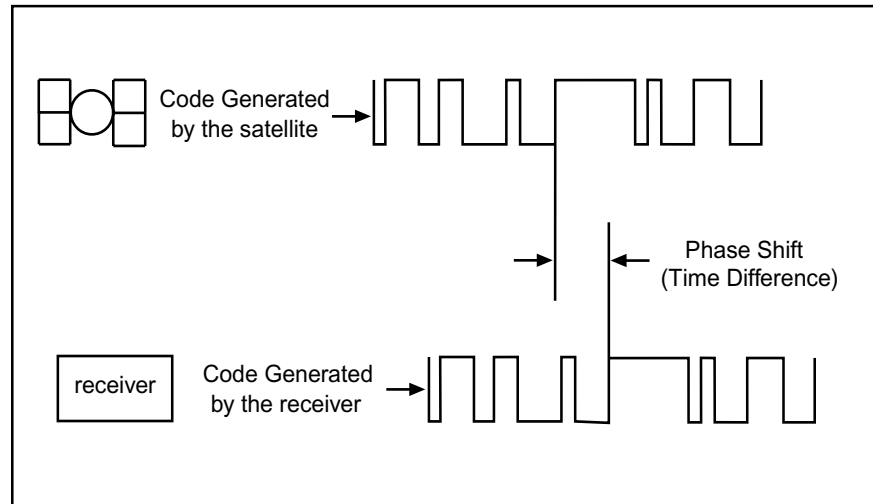 Code Generated
by the satellite
Phase Shift
(Time Difference)
receiver
Code Generated
by the receiver